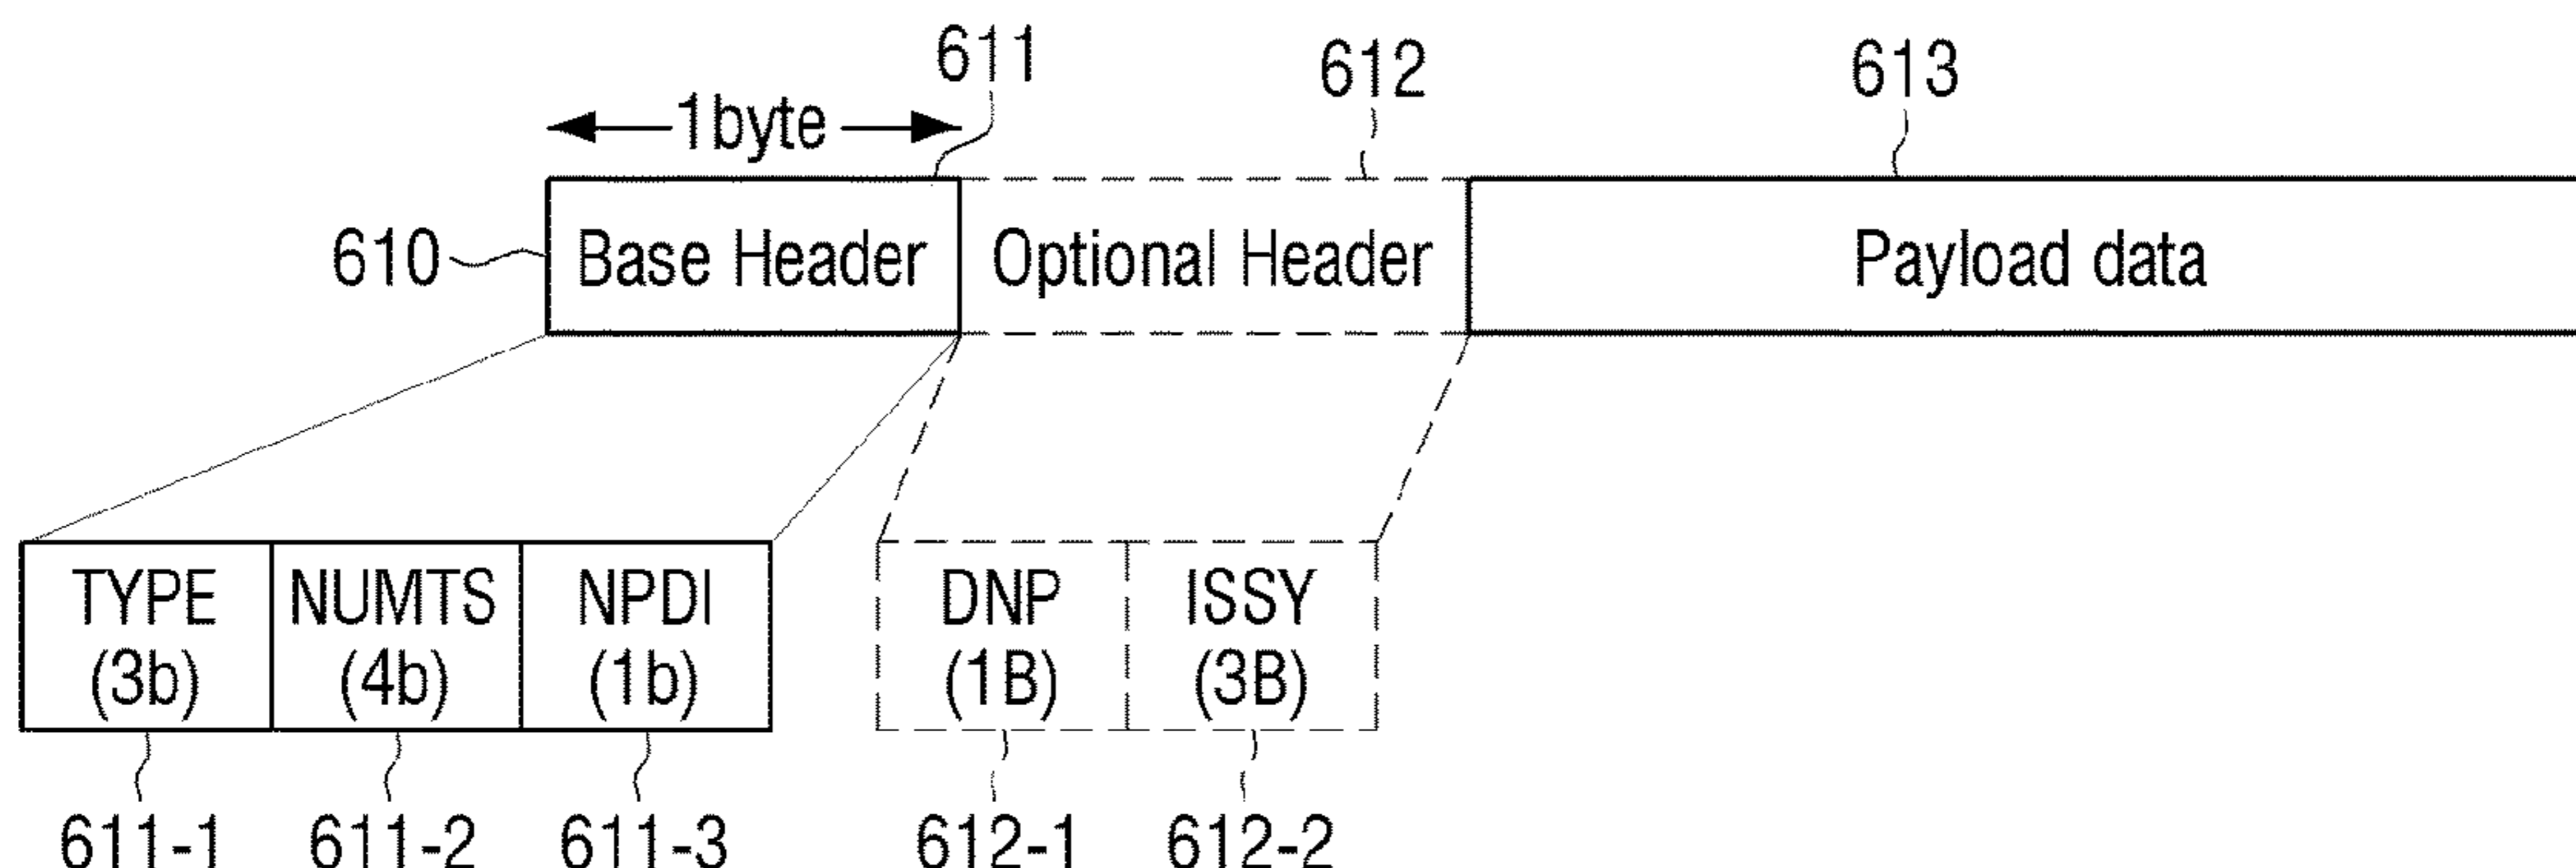 611
612
613
1byte
610
Base Header
Optional Header
Payload data
TYPE
(3b)
NUMTS
(4b)
NPDI
(1b)
DNP
(1B)
ISSY
(3B)
611-1
611-2
611-3
612-1
612-2